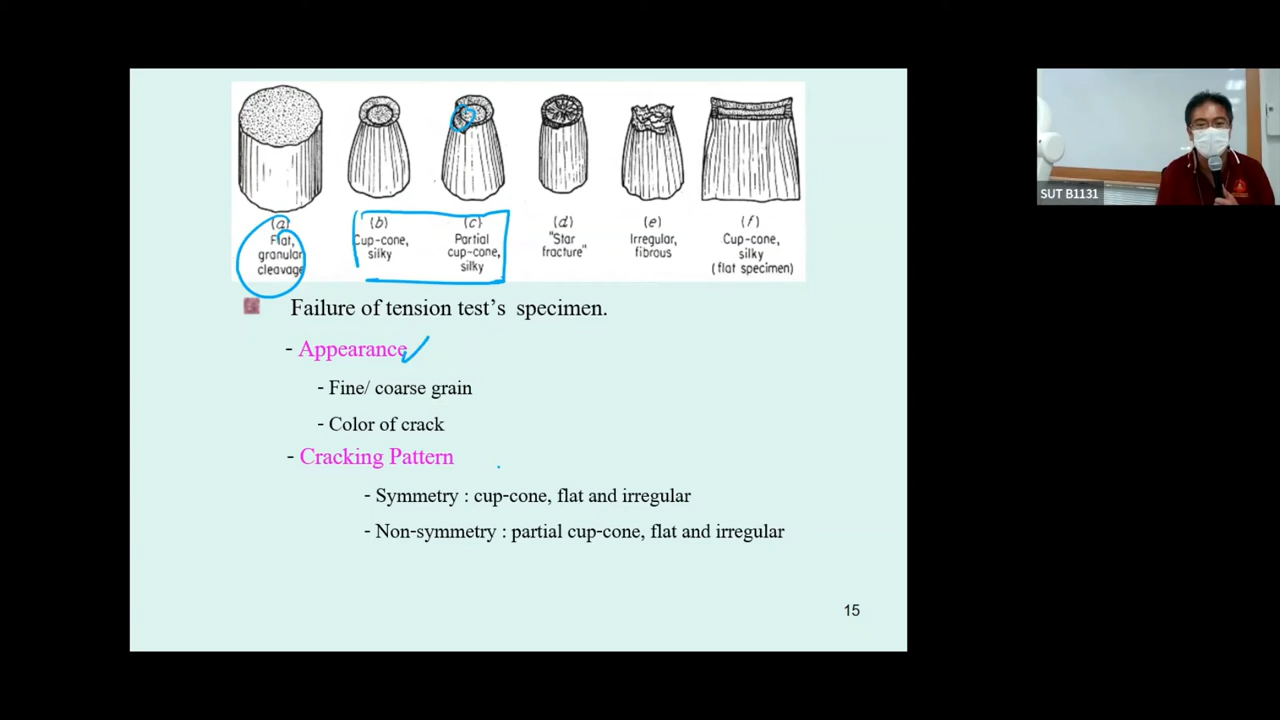 (a)
Flat,
granular
cleavage
(b)
Cup-cone,
silky
(c)
Partial
cup-cone,
silky
(d)
"Star
fracture"
(e)
Irregular,
fibrous
(f)
Cup-cone,
silky
(flat specimen)
Failure of tension test’s specimen.
- Appearance
- Fine/ coarse grain
- Color of crack
- Cracking Pattern
- Symmetry : cup-cone, flat and irregular
- Non-symmetry : partial cup-cone, flat and irregular
15
SUT B1131